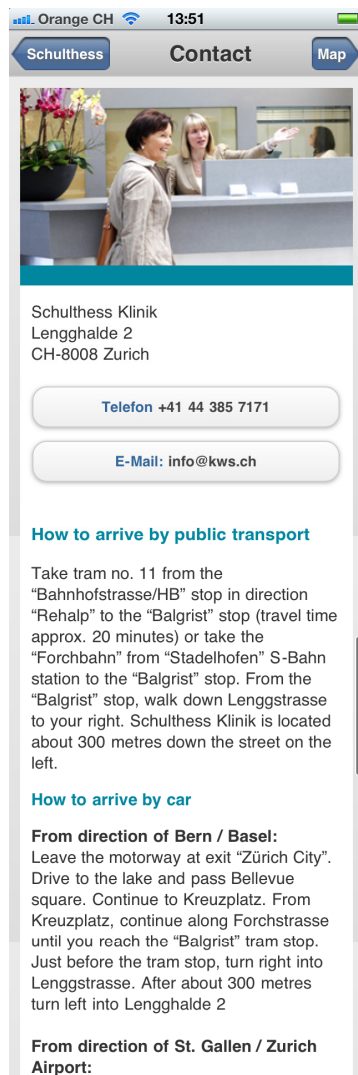 Orange CH 13:51
Schulthess Contact Map
Schulthess Klinik
Lengghalde 2
CH-8008 Zurich
Telefon +41 44 385 7171
E-Mail: info@kws.ch
How to arrive by public transport
Take tram no. 11 from the
“Bahnhofstrasse/HB” stop in direction
“Rehalp” to the “Balgrist” stop (travel time
approx. 20 minutes) or take the
“Forchbahn” from “Stadelhofen” S-Bahn
station to the “Balgrist” stop. From the
“Balgrist” stop, walk down Lenggstrasse
to your right. Schulthess Klinik is located
about 300 metres down the street on the
left.
How to arrive by car
From direction of Bern / Basel:
Leave the motorway at exit “Zürich City”.
Drive to the lake and pass Bellevue
square. Continue to Kreuzplatz. From
Kreuzplatz, continue along Forchstrasse
until you reach the “Balgrist” tram stop.
Just before the tram stop, turn right into
Lenggstrasse. After about 300 metres
turn left into Lengghalde 2
From direction of St. Gallen / Zurich
Airport: